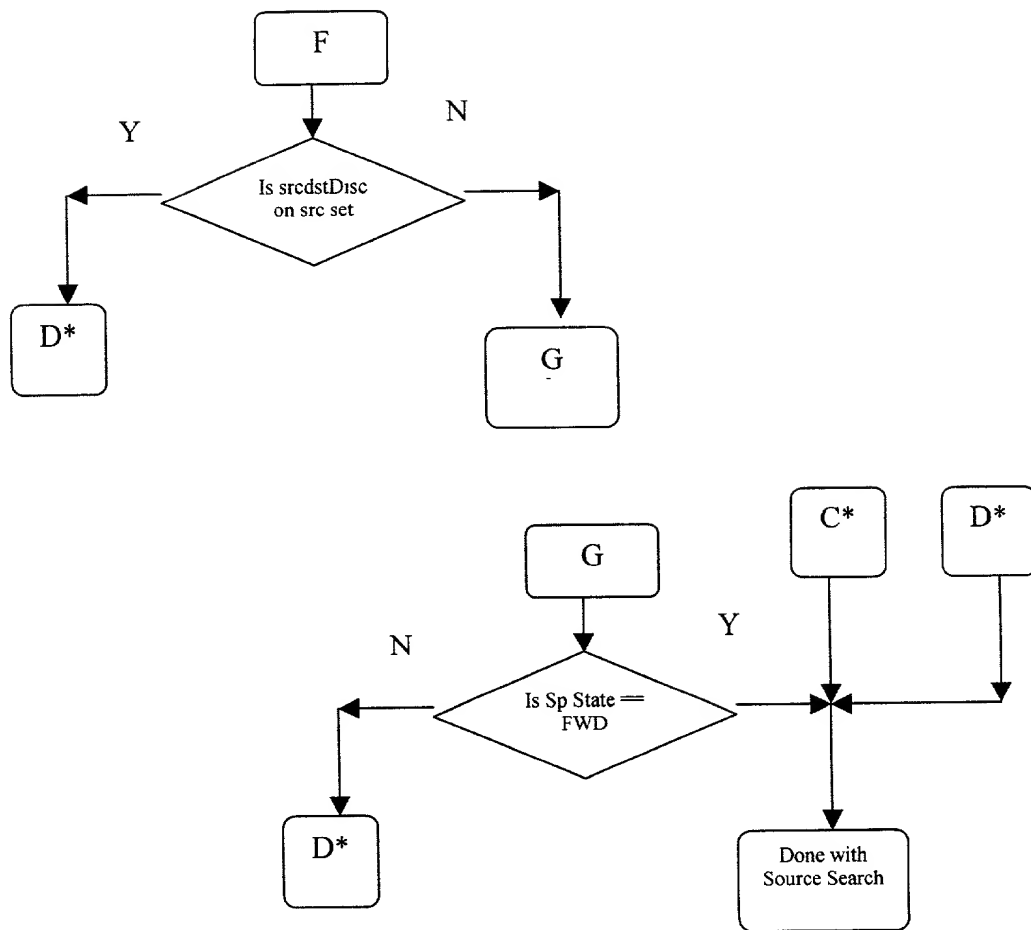 F
Y
N
Is srcdstDisc
on src set
D*
G
C*
D*
G
N
Y
Is Sp State ==
FWD
D*
Done with
Source Search